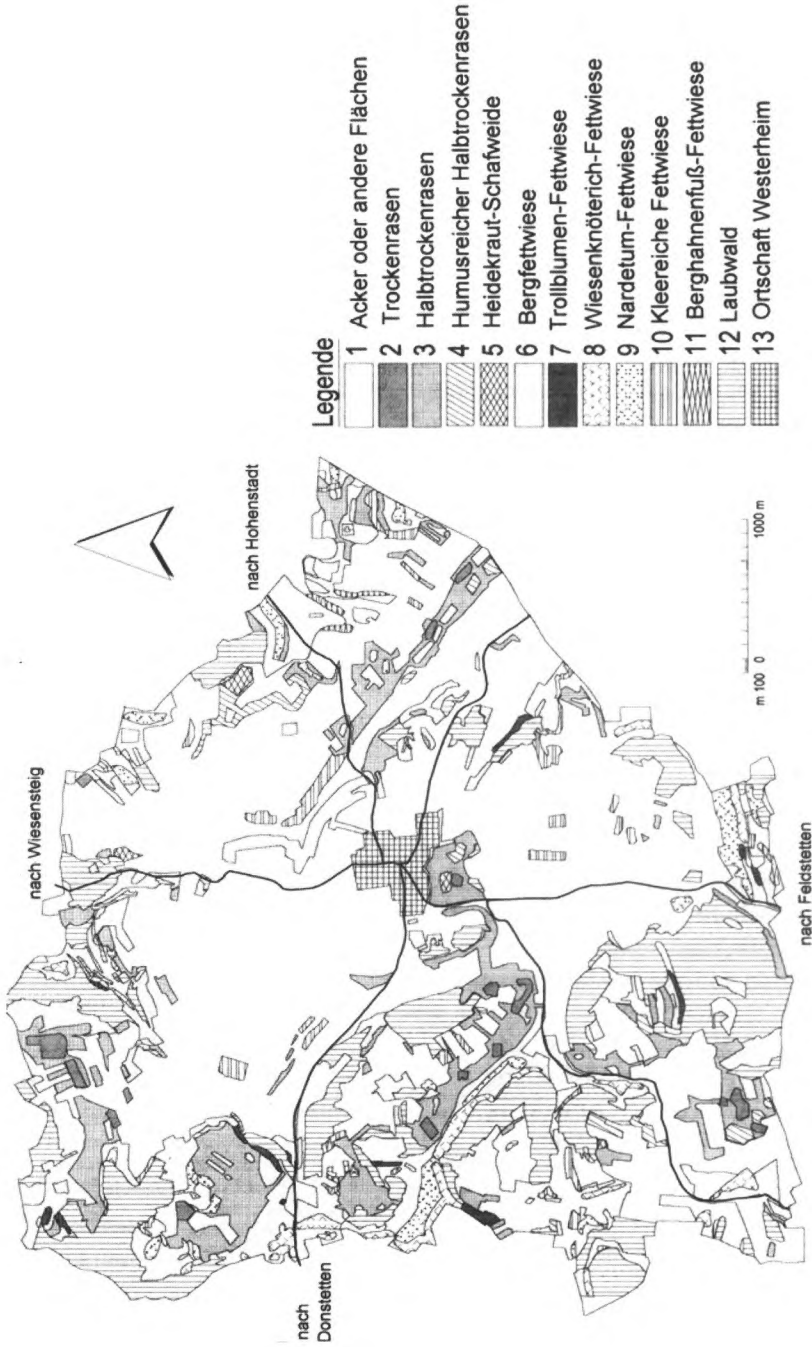 nach Wiesensteig
nach Hohenstadt
nach
Donstetten
nach Feldstetten
m 100 0 1000 m
Legende
1 Acker oder andere Flächen
2 Trockenrasen
3 Halbtrockenrasen
4 Humusreicher Halbtrockenrasen
5 Heidekraut-Schafweide
6 Bergfettwiese
7 Trollblumen-Fettwiese
8 Wiesenknöterich-Fettwiese
9 Nardetum-Fettwiese
10 Kleereiche Fettwiese
11 Berghahnenfuß-Fettwiese
12 Laubwald
13 Ortschaft Westerheim